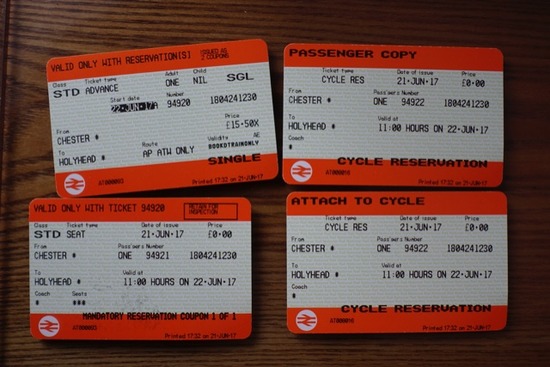 VALID ONLY WITH RESERVATION[S] ISSUED AS 2 COUPONS
Class Ticket type Adult Child
STD ADVANCE ONE NIL SGL
Start date Number
22·JUN·17 94920 1804241230
From Price
CHESTER * £15·50X
To Route Validity AE
HOLYHEAD * AP ATW ONLY BOOKDTRAINONLY
SINGLE
Printed 17:32 on 21-JUN-17
PASSENGER COPY
Ticket type Date of issue Price
CYCLE RES 21·JUN·17 £0·00
From Number
CHESTER * ONE 94922 1804241230
To Valid at
HOLYHEAD * 11:00 HOURS ON 22·JUN·17
CYCLE RESERVATION
Printed 17:32 on 21-JUN-17
VALID ONLY WITH TICKET 94920 RETAIN FOR INSPECTION
Class Ticket type Date of issue Price
STD SEAT 21·JUN·17 £0·00
From Number
CHESTER * ONE 94921 1804241230
To Valid at
HOLYHEAD * 11:00 HOURS ON 22·JUN·17
Coach Seats
* ***
MANDATORY RESERVATION COUPON 1 OF 1
Printed 17:32 on 21-JUN-17
ATTACH TO CYCLE
Ticket type Date of issue Price
CYCLE RES 21·JUN·17 £0·00
From Number
CHESTER * ONE 94922 1804241230
To Valid at
HOLYHEAD * 11:00 HOURS ON 22·JUN·17
Coach
*
CYCLE RESERVATION
Printed 17:32 on 21-JUN-17